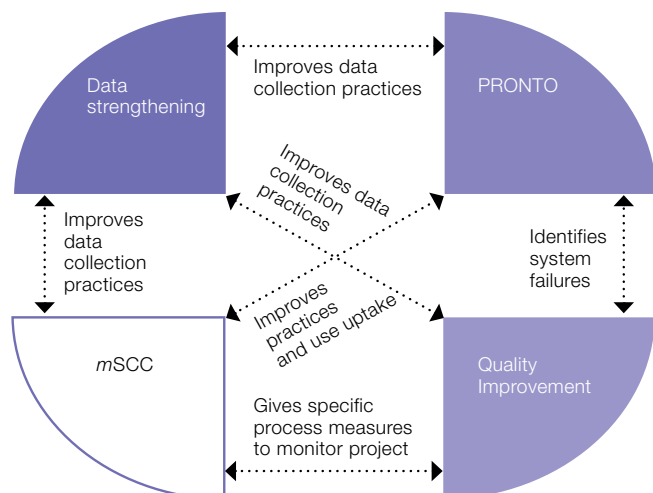 Data
strengthening
Improves data
collection practices
PRONTO
Improves data
collection
practices
Improves
data
collection
practices
Identifies
system
failures
Improves
practices
and use uptake
mSCC
Gives specific
process measures
to monitor project
Quality
Improvement